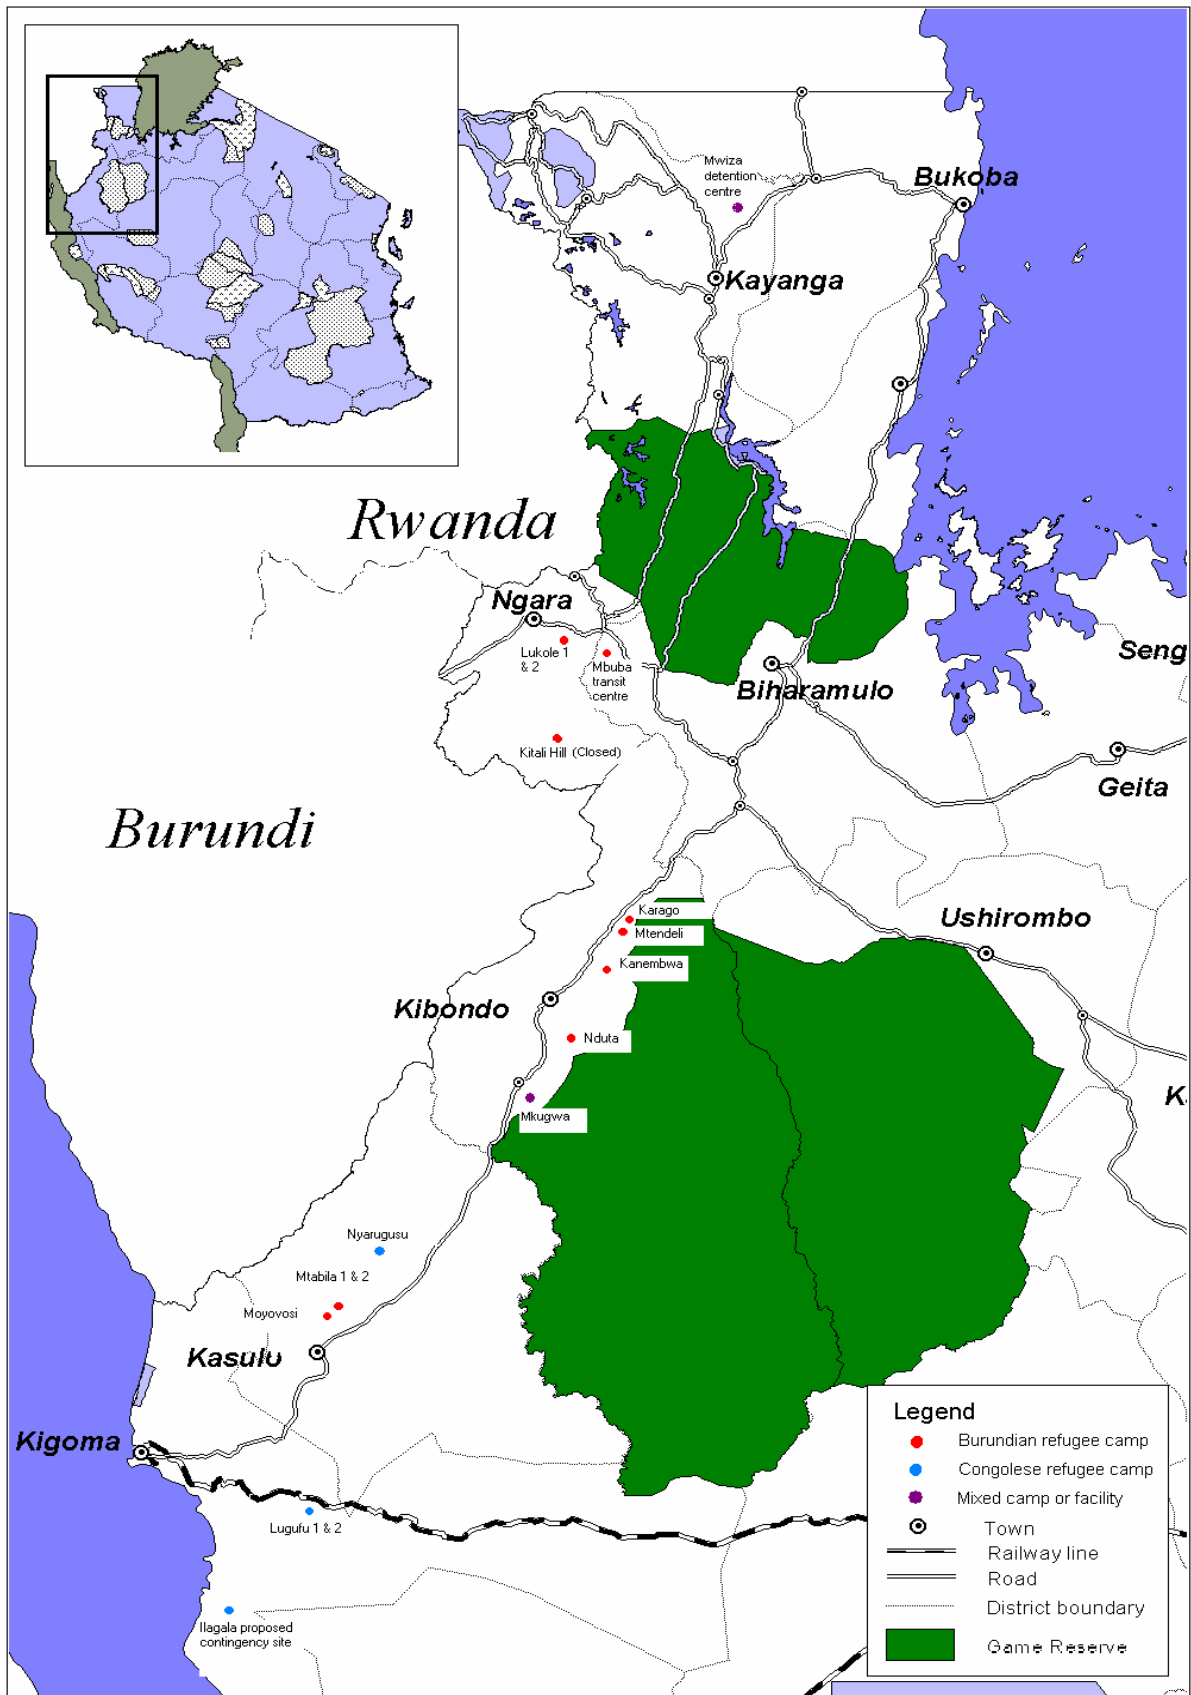 Mwiza
detention
centre
Bukoba
Kayanga
Rwanda
Ngara
Lukole 1
& 2
Mbuba
transit
centre
Seng
Biharamulo
Kitali Hill (Closed)
Geita
Burundi
Karago
Mtendeli
Ushirombo
Kanembwa
Kibondo
Nduta
K
Mkugwa
Nyarugusu
Mtabila 1 & 2
Moyovosi
Kasulu
Kigoma
Lugufu 1 & 2
Ilagala proposed
contingency site
Legend
Burundian refugee camp
Congolese refugee camp
Mixed camp or facility
Town
Railway line
Road
District boundary
Game Reserve